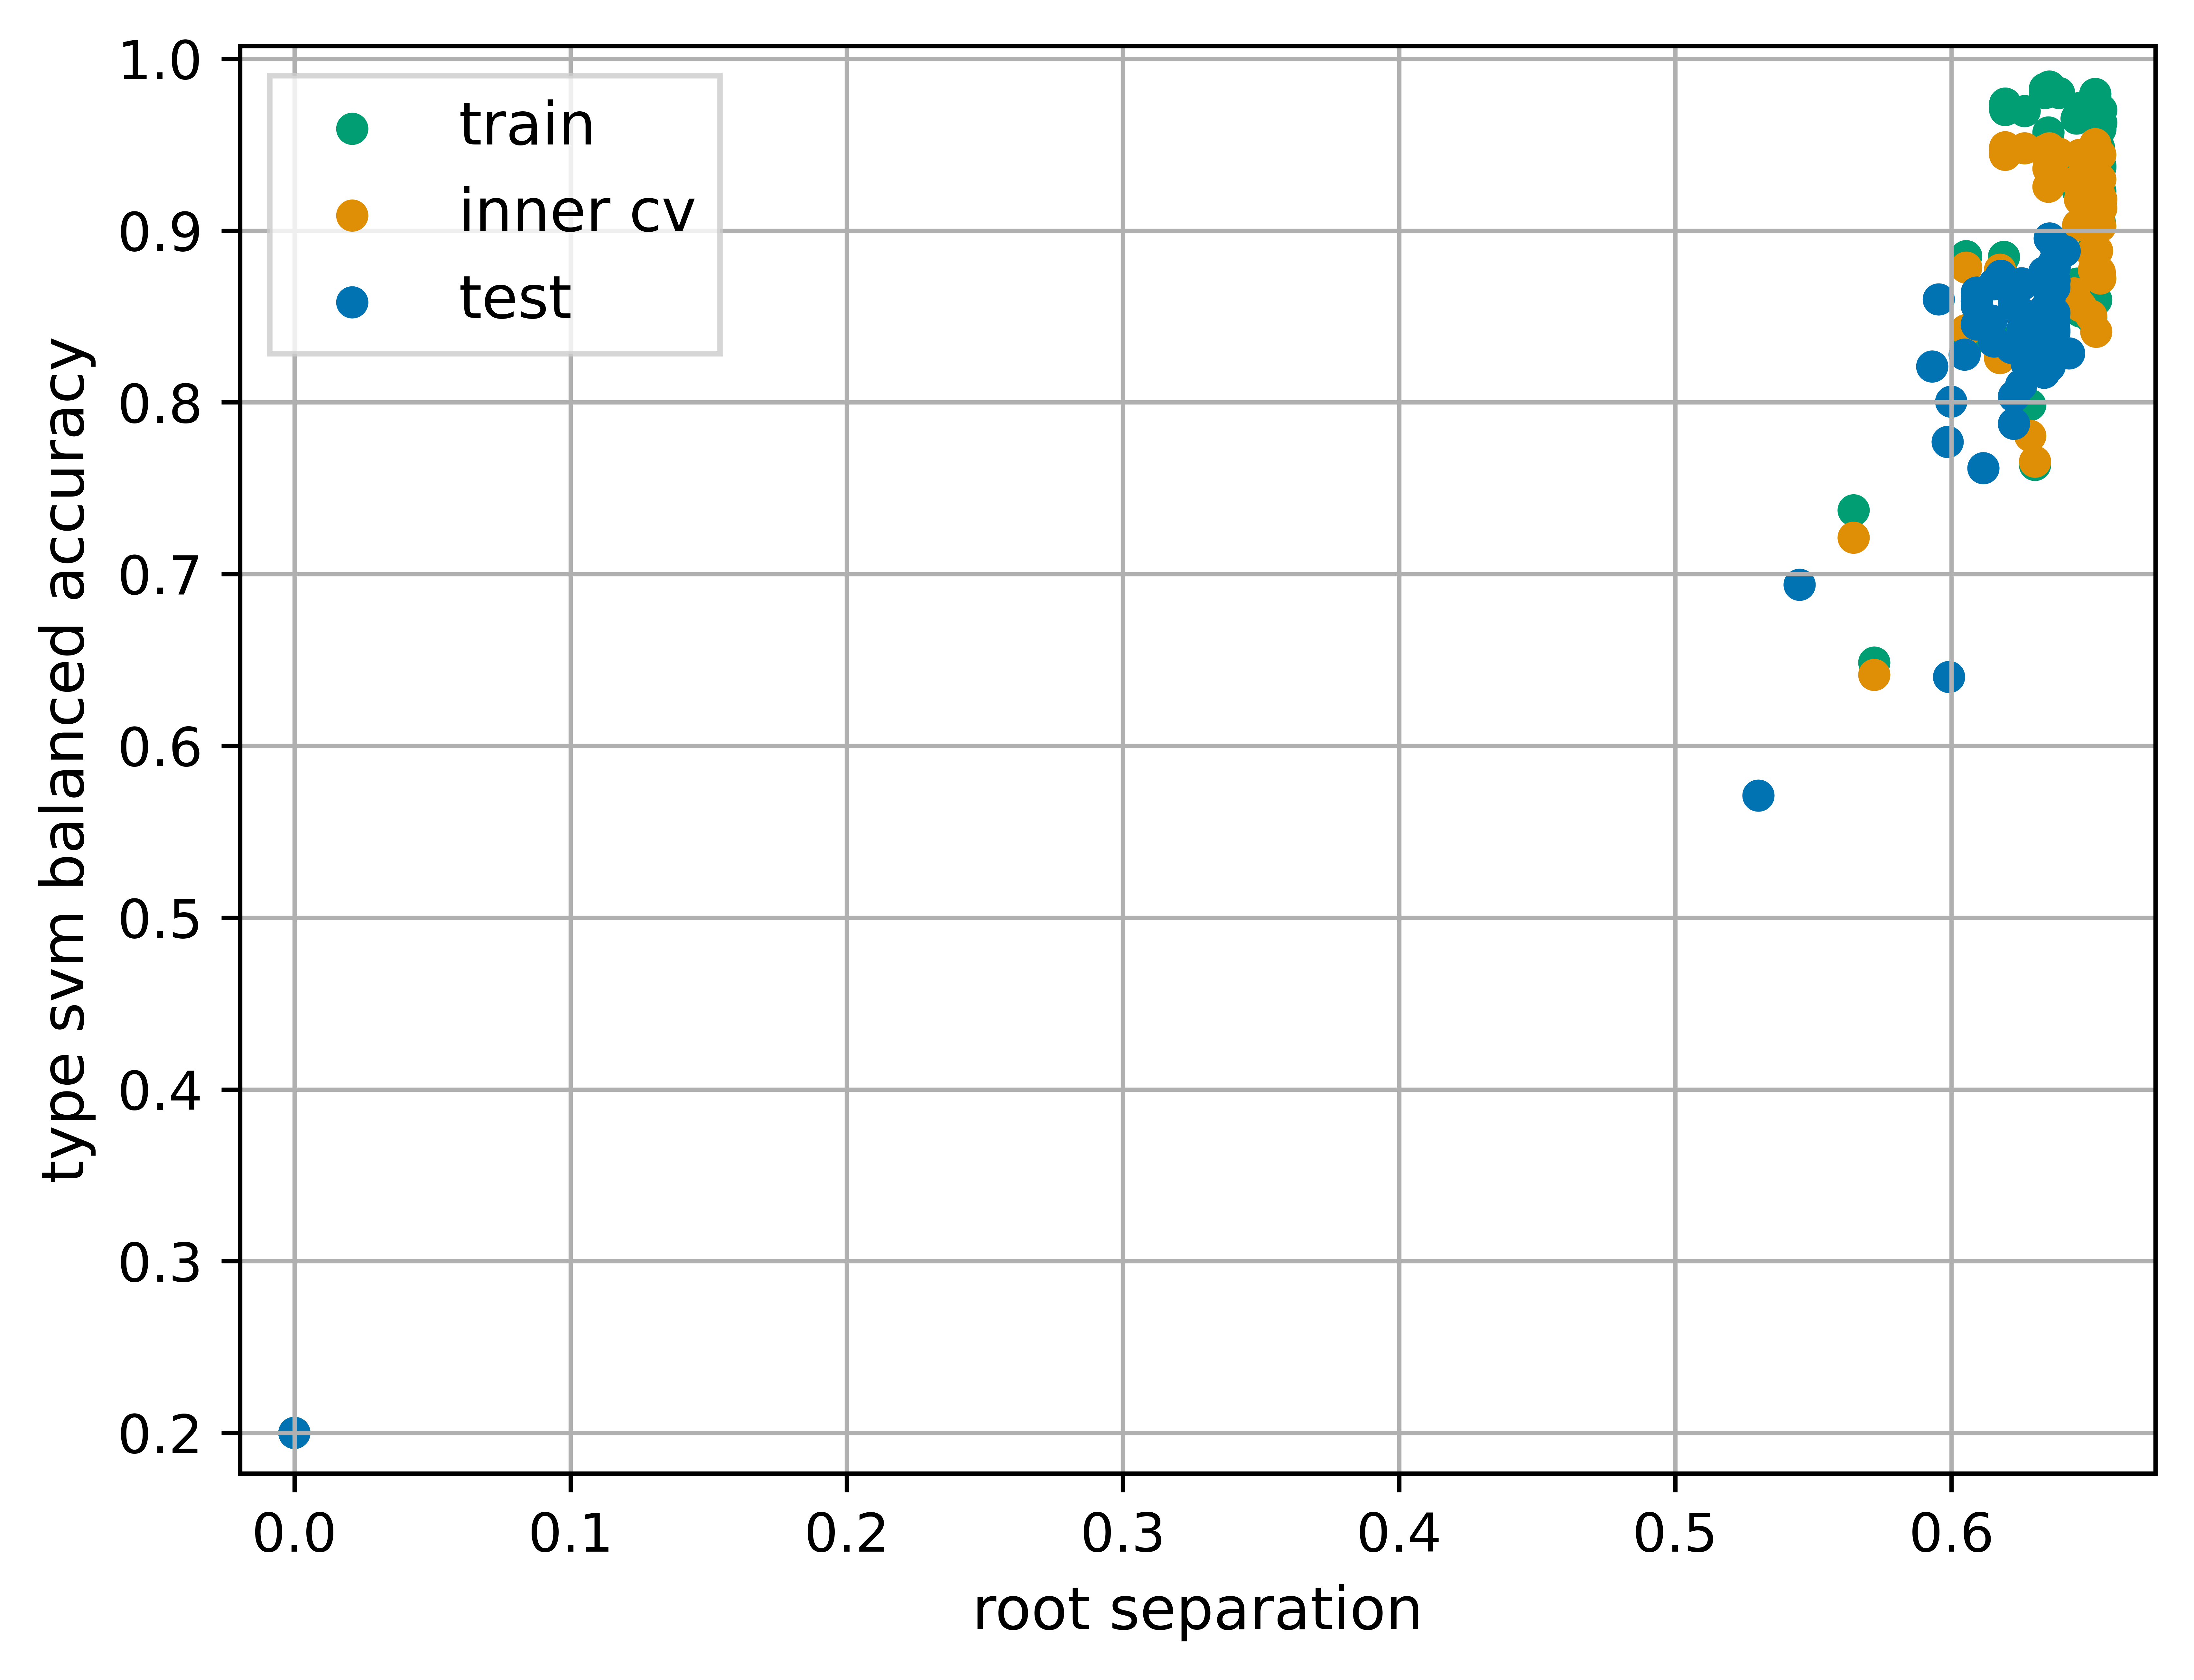 1.0
0.9
0.8
0.7
0.6
0.5
0.4
0.3
0.2
type svm balanced accuracy
train
inner cv
test
0.0 0.1 0.2 0.3 0.4 0.5 0.6
root separation